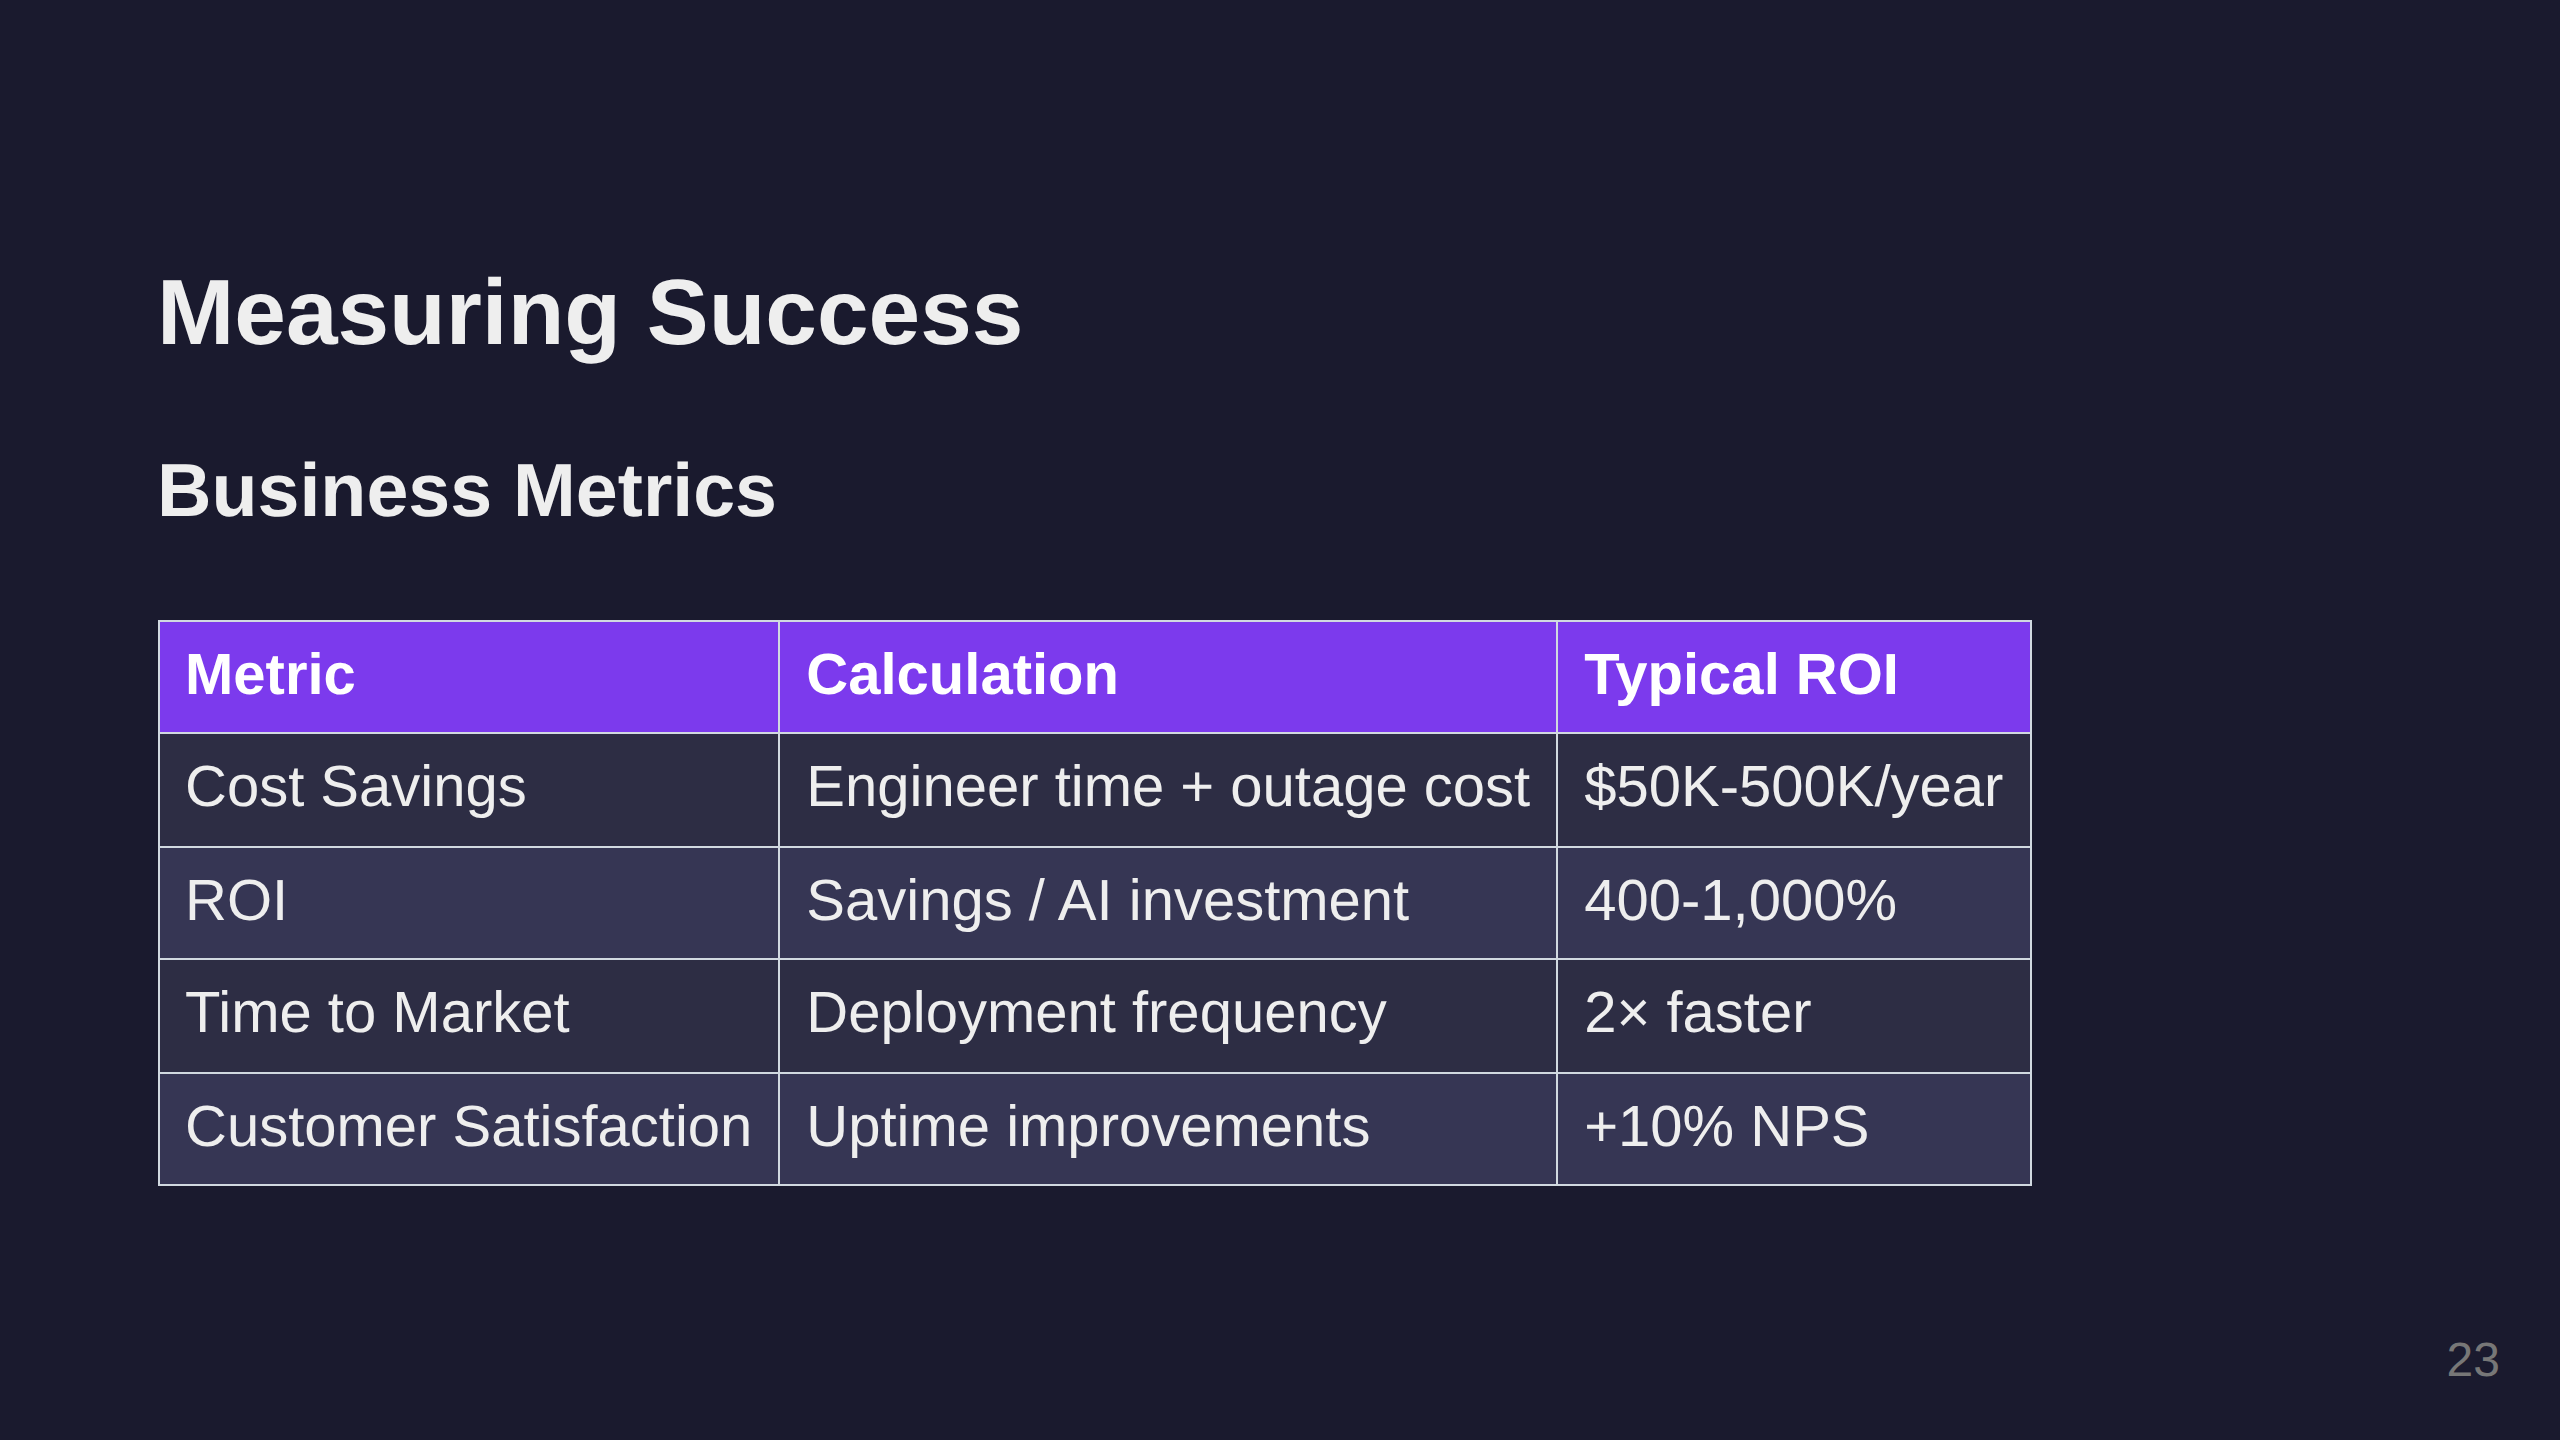 Measuring Success
Business Metrics
Metric Calculation Typical ROI
Cost Savings Engineer time + outage cost $50K-500K/year
ROI Savings / AI investment 400-1,000%
Time to Market Deployment frequency 2× faster
Customer Satisfaction Uptime improvements +10% NPS
23